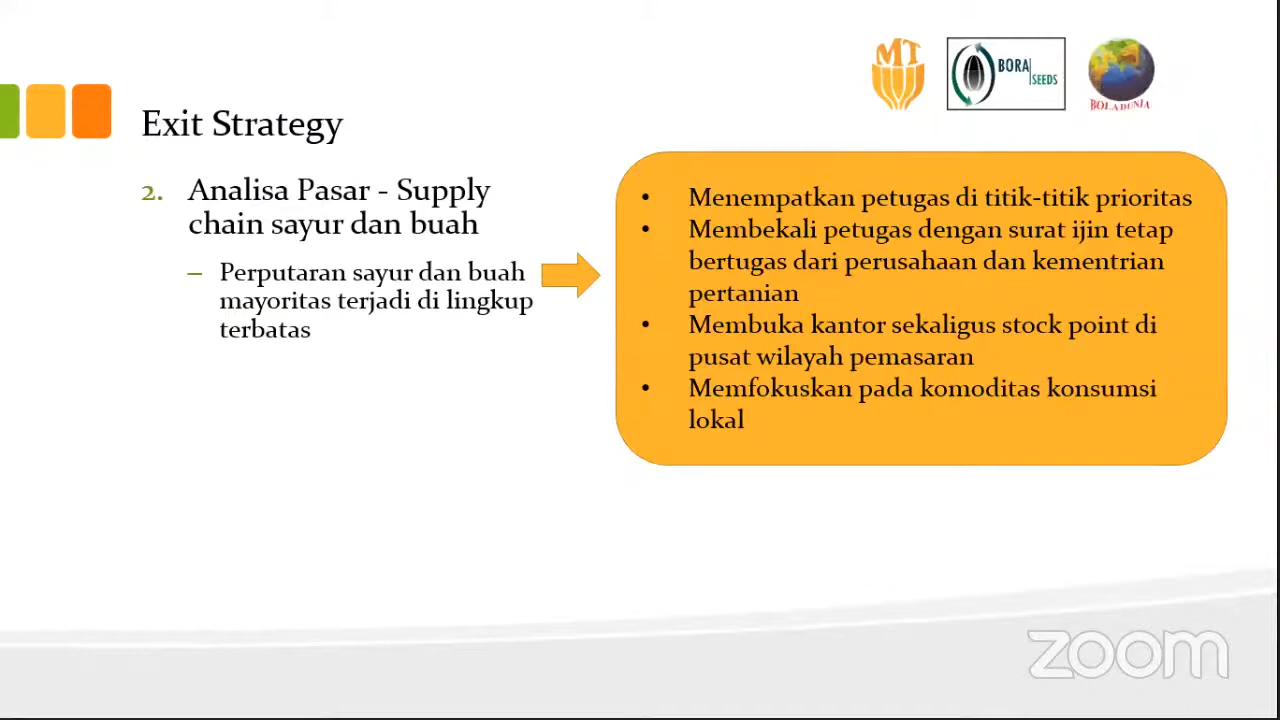 MT
BORA
SEEDS
BOLA DUNIA
Exit Strategy
2. Analisa Pasar - Supply
chain sayur dan buah
– Perputaran sayur dan buah
mayoritas terjadi di lingkup
terbatas
• Menempatkan petugas di titik-titik prioritas
• Membekali petugas dengan surat ijin tetap
bertugas dari perusahaan dan kementrian
pertanian
• Membuka kantor sekaligus stock point di
pusat wilayah pemasaran
• Memfokuskan pada komoditas konsumsi
lokal
zoom